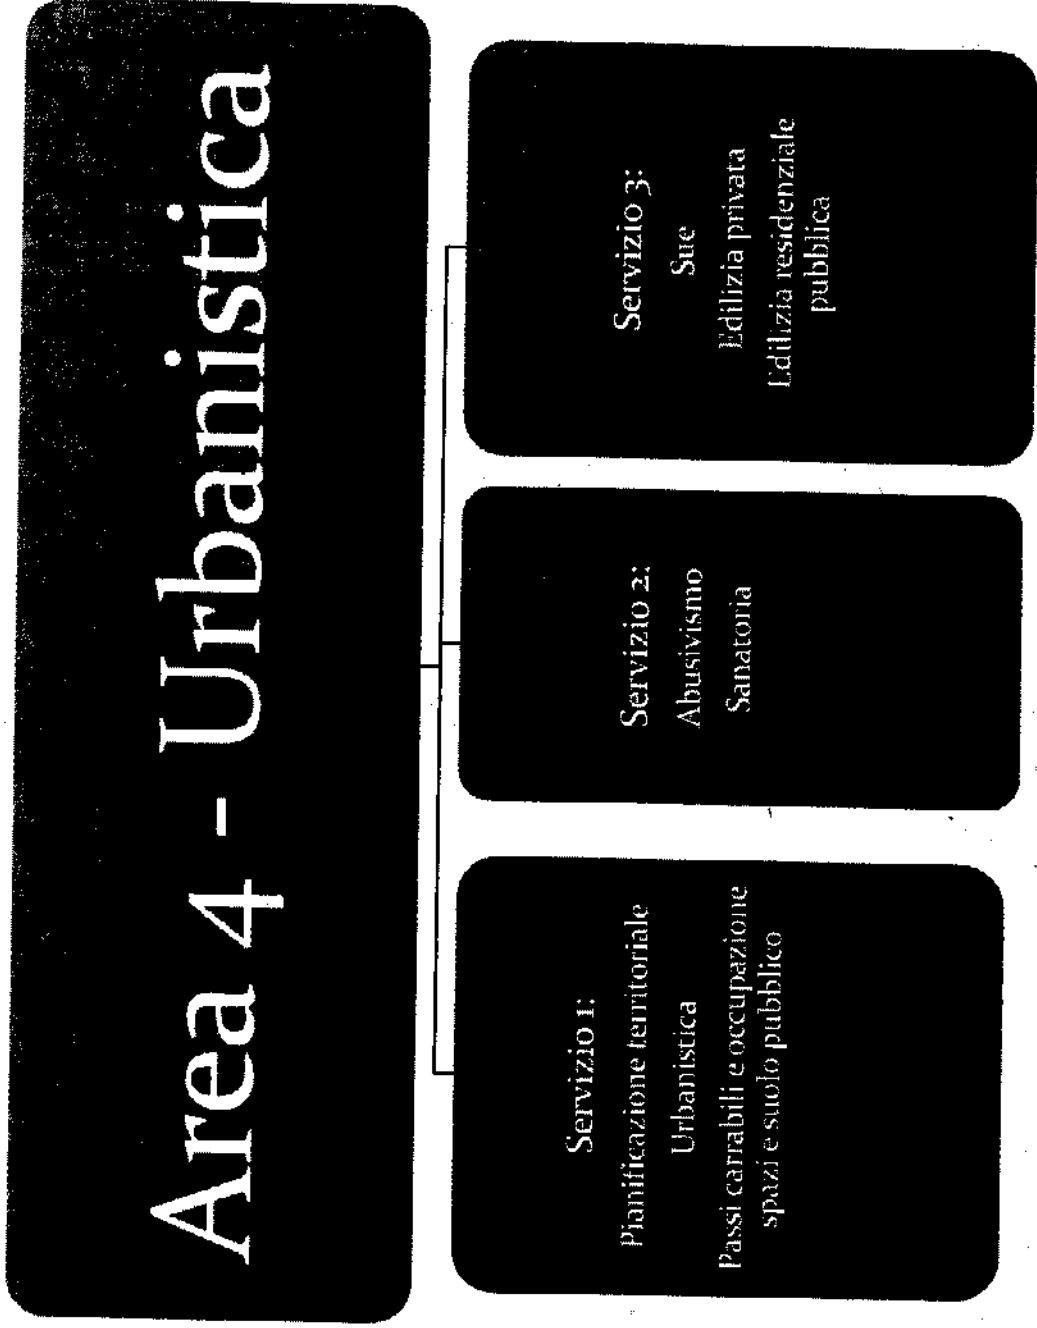 Area 4 - Urbanistica
Servizio 1:
Pianificazione territoriale
Urbanistica
Passi carrabili e occupazione
spazi e suolo pubblico
Servizio 2:
Abusivismo
Sanatoria
Servizio 3:
Sue
Edilizia privata
Edilizia residenziale
pubblica